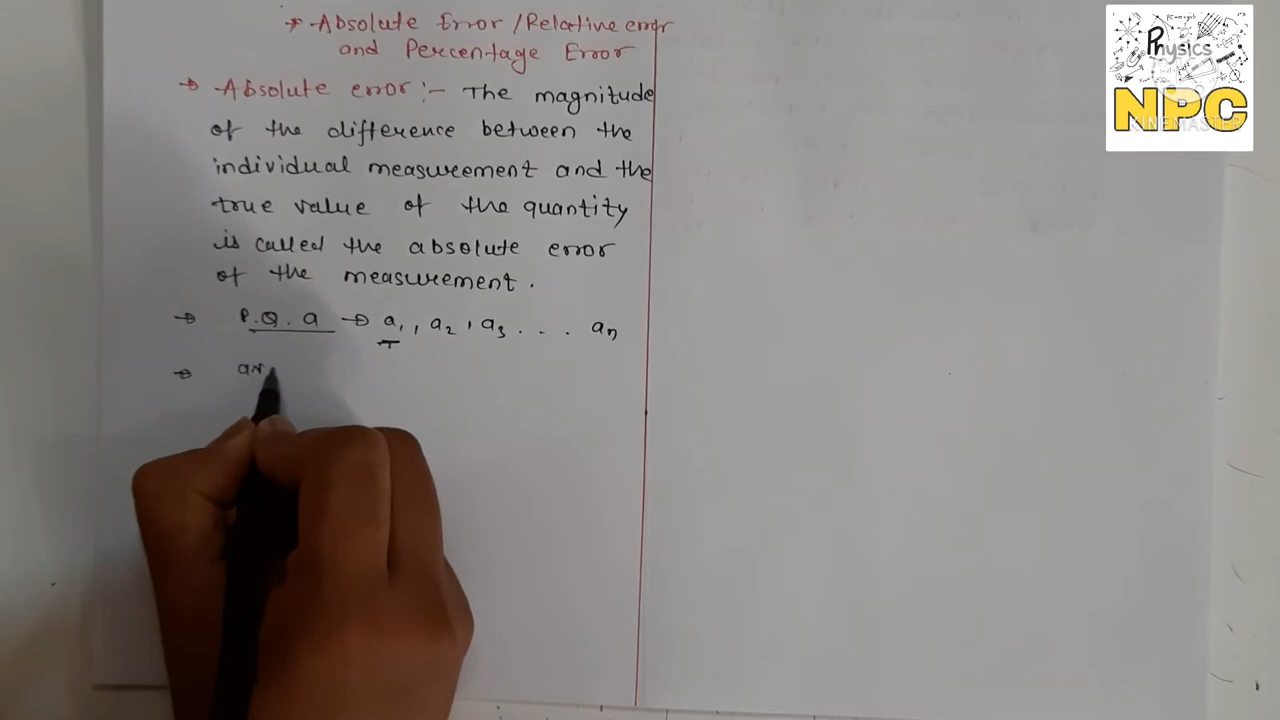 * Absolute Error / Relative error
and Percentage Error
→ Absolute error :- The magnitude
of the difference between the
individual measurement and the
true value of the quantity
is called the absolute error
of the measurement.
→ P.Q. a → a₁, a₂, a₃ . . . aₙ
→
Physics
NPC
KINEMASTER